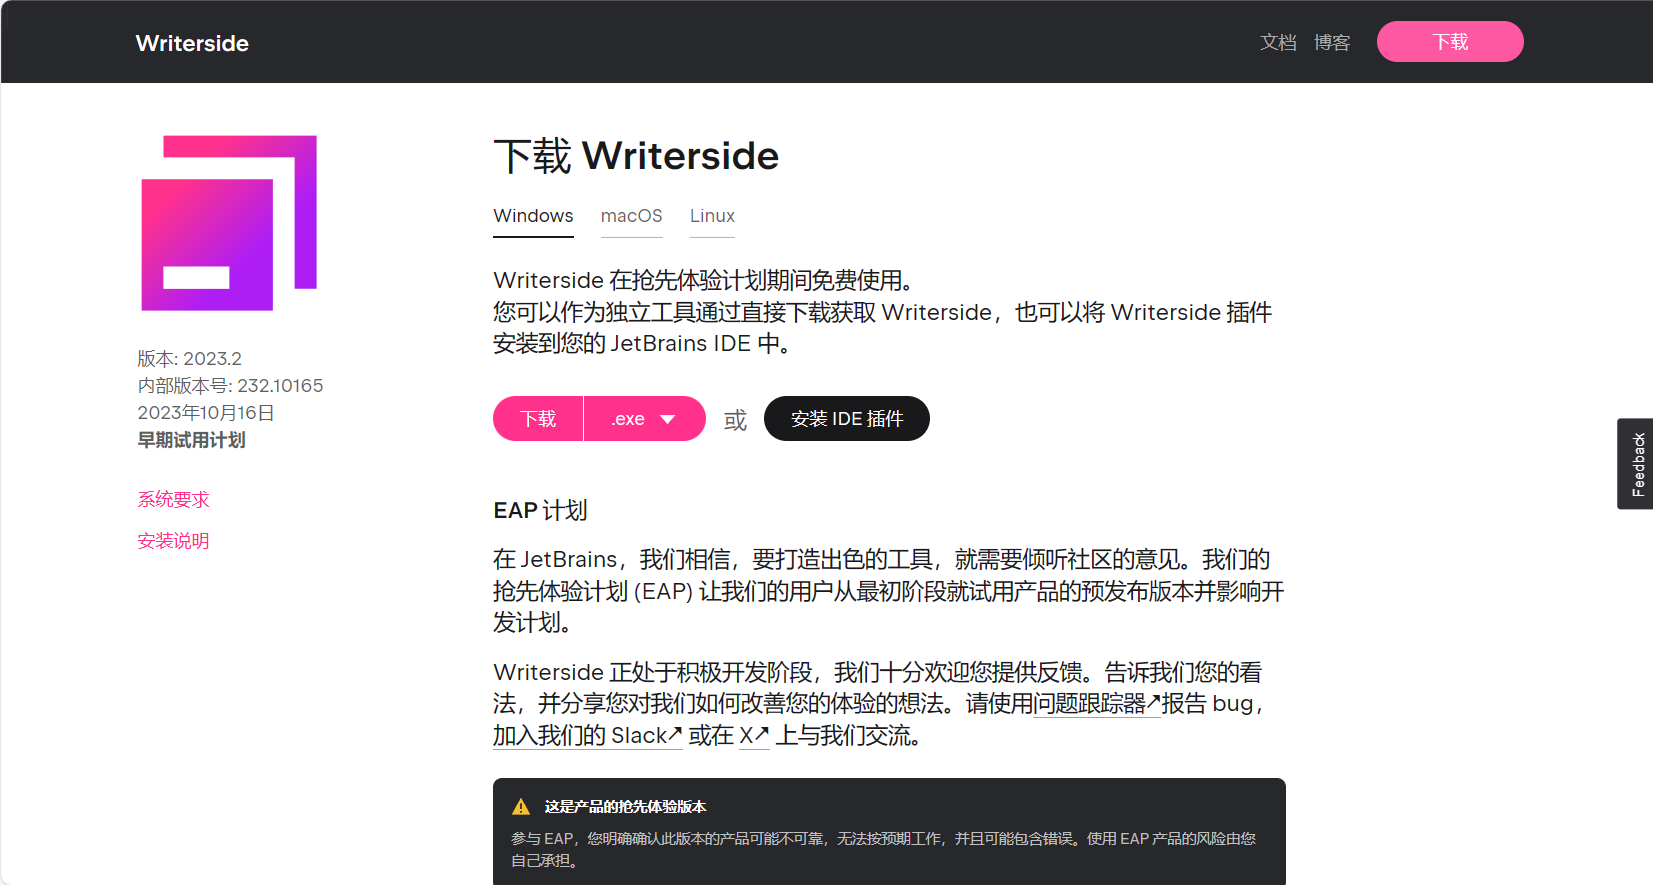 Writerside
文档 博客 下载
下载 Writerside
Windows macOS Linux
Writerside 在抢先体验计划期间免费使用。
您可以作为独立工具通过直接下载获取 Writerside，也可以将 Writerside 插件
安装到您的 JetBrains IDE 中。
版本: 2023.2
内部版本号: 232.10165
2023年10月16日
早期试用计划
系统要求
安装说明
下载 .exe 或 安装 IDE 插件
Feedback
EAP 计划
在 JetBrains，我们相信，要打造出色的工具，就需要倾听社区的意见。我们的
抢先体验计划 (EAP) 让我们的用户从最初阶段就试用产品的预发布版本并影响开
发计划。
Writerside 正处于积极开发阶段，我们十分欢迎您提供反馈。告诉我们您的看
法，并分享您对我们如何改善您的体验的想法。请使用问题跟踪器↗报告 bug，
加入我们的 Slack↗ 或在 X↗ 上与我们交流。
这是产品的抢先体验版本
参与 EAP，您明确确认此版本的产品可能不可靠，无法按预期工作，并且可能包含错误。使用 EAP 产品的风险由您
自己承担。